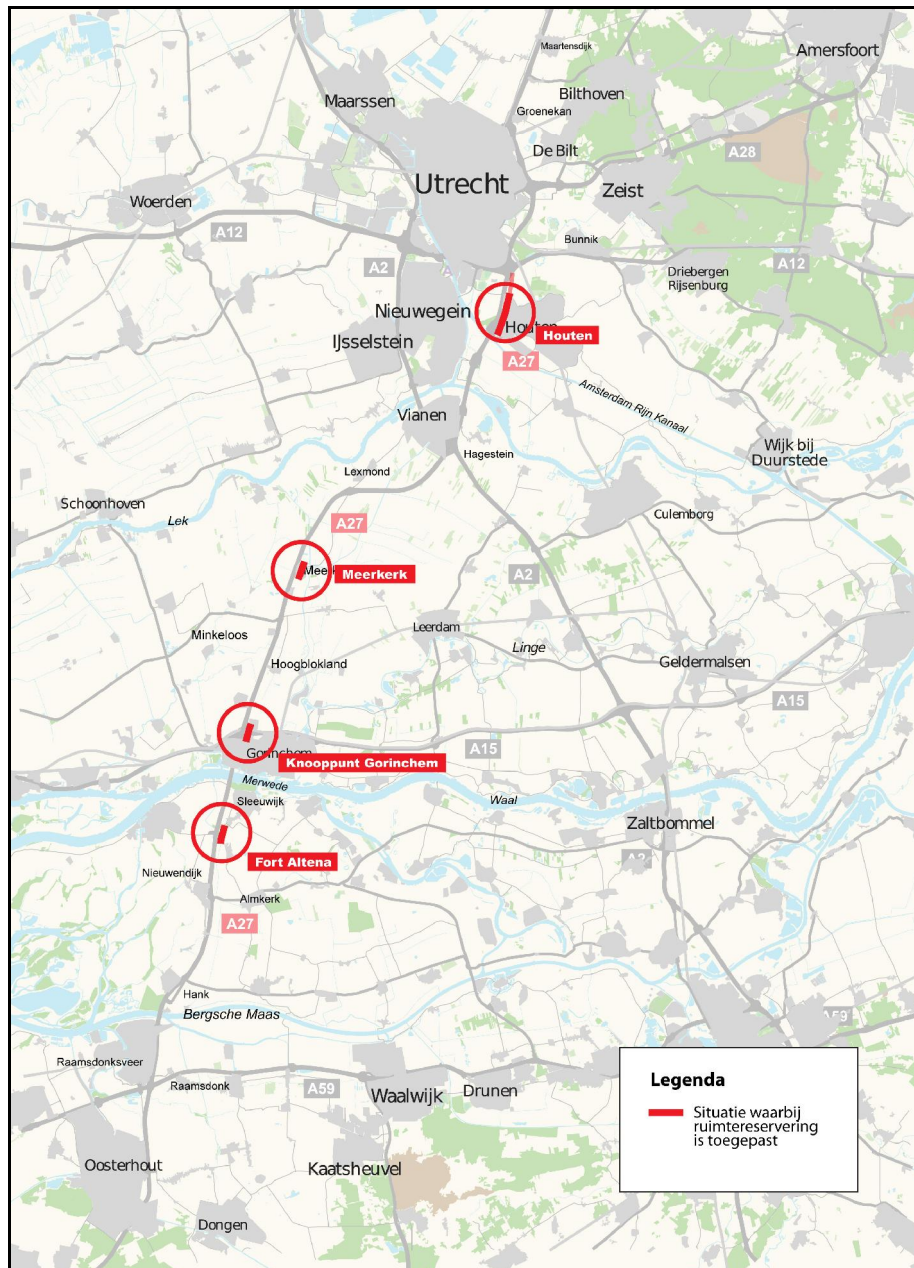 Maartensdijk
Amersfoort
Maarssen
Bilthoven
Groenekan
De Bilt
A28
Utrecht
Zeist
Woerden
A12
Bunnik
A2
A12
Driebergen
Rijsenburg
Nieuwegein
Houten
Houten
IJsselstein
A27
Amsterdam Rijn Kanaal
Vianen
Wijk bij
Duurstede
Hagestein
Lexmond
Schoonhoven
Lek
Culemborg
A27
Meerkerk
A2
Minkeloos
Leerdam
Linge
Hoogblokland
Geldermalsen
A15
Gorinchem
A15
Knooppunt Gorinchem
Merwede
Waal
Sleeuwijk
Zaltbommel
Fort Altena
Nieuwendijk
Almkerk
A27
Hank
Bergsche Maas
A59
Raamsdonksveer
Raamsdonk
A59
Waalwijk
Drunen
Legenda
Situatie waarbij
ruimtereservering
is toegepast
Oosterhout
Kaatsheuvel
Dongen